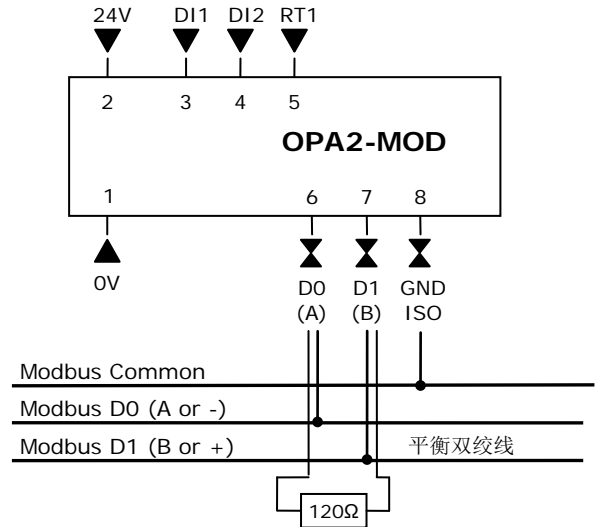 24V DI1 DI2 RT1
2 3 4 5
OPA2-MOD
1 6 7 8
0V D0 D1 GND
(A) (B) ISO
Modbus Common
Modbus D0 (A or -)
Modbus D1 (B or +) 平衡双绞线
120Ω